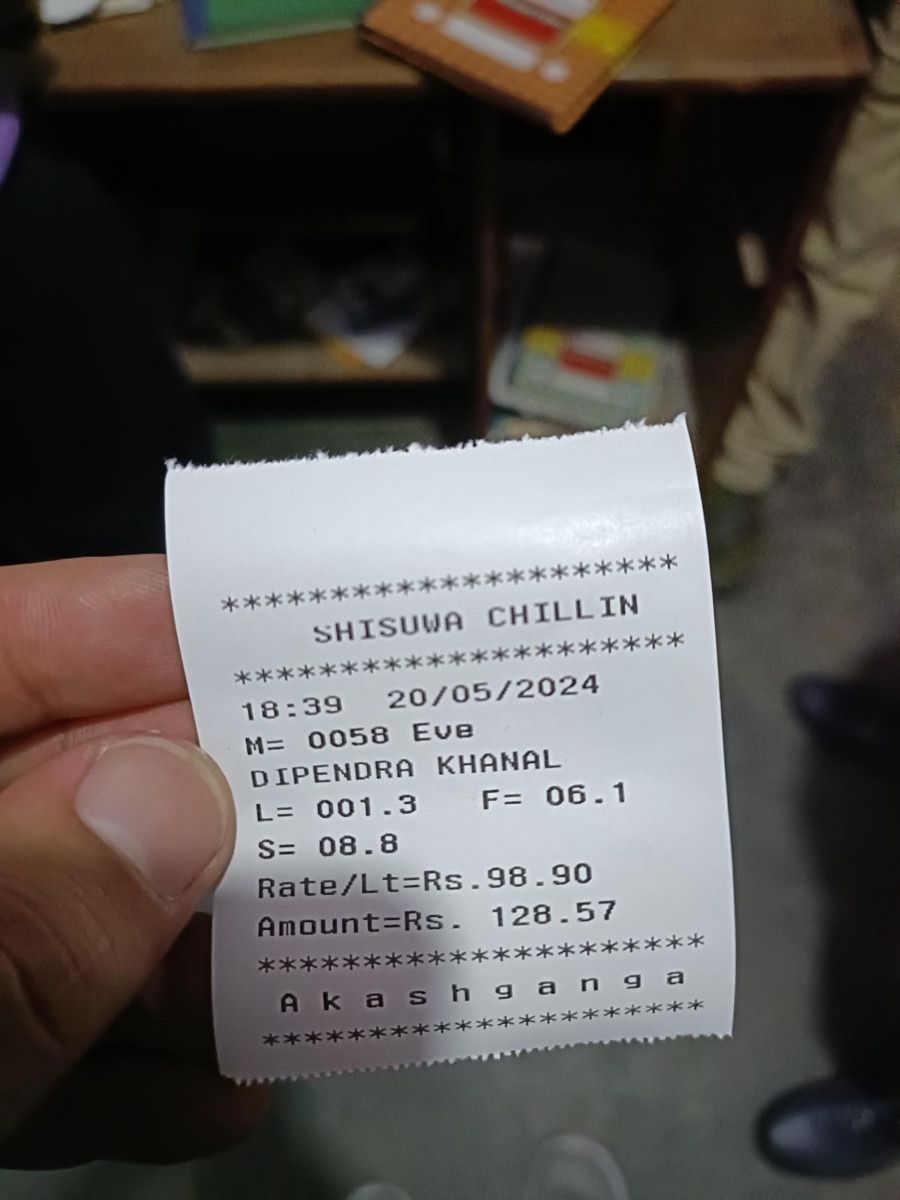 *********************
SHISUWA CHILLIN
*********************
18:39 20/05/2024
M= 0058 Eve
DIPENDRA KHANAL
L= 001.3 F= 06.1
S= 08.8
Rate/Lt=Rs.98.90
Amount=Rs. 128.57
*********************
A k a s h g a n g a
*********************